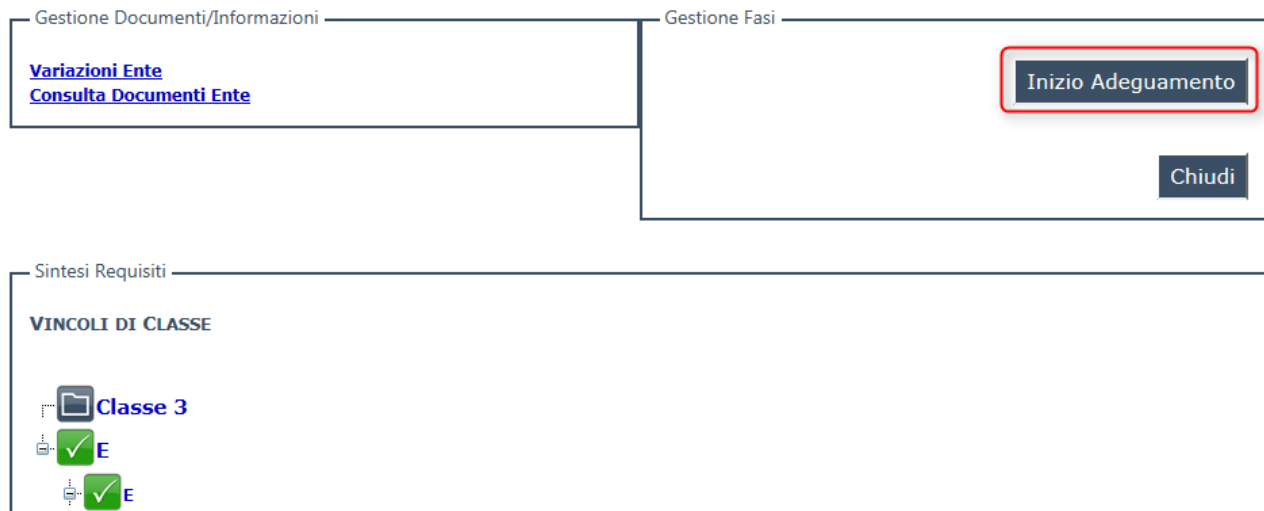 Gestione Documenti/Informazioni
Variazioni Ente
Consulta Documenti Ente
Gestione Fasi
Inizio Adeguamento
Chiudi
Sintesi Requisiti
VINCOLI DI CLASSE
Classe 3
E
E